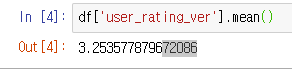 In [4]: df['user_rating_ver'].mean()
Out[4]: 3.253577879672086